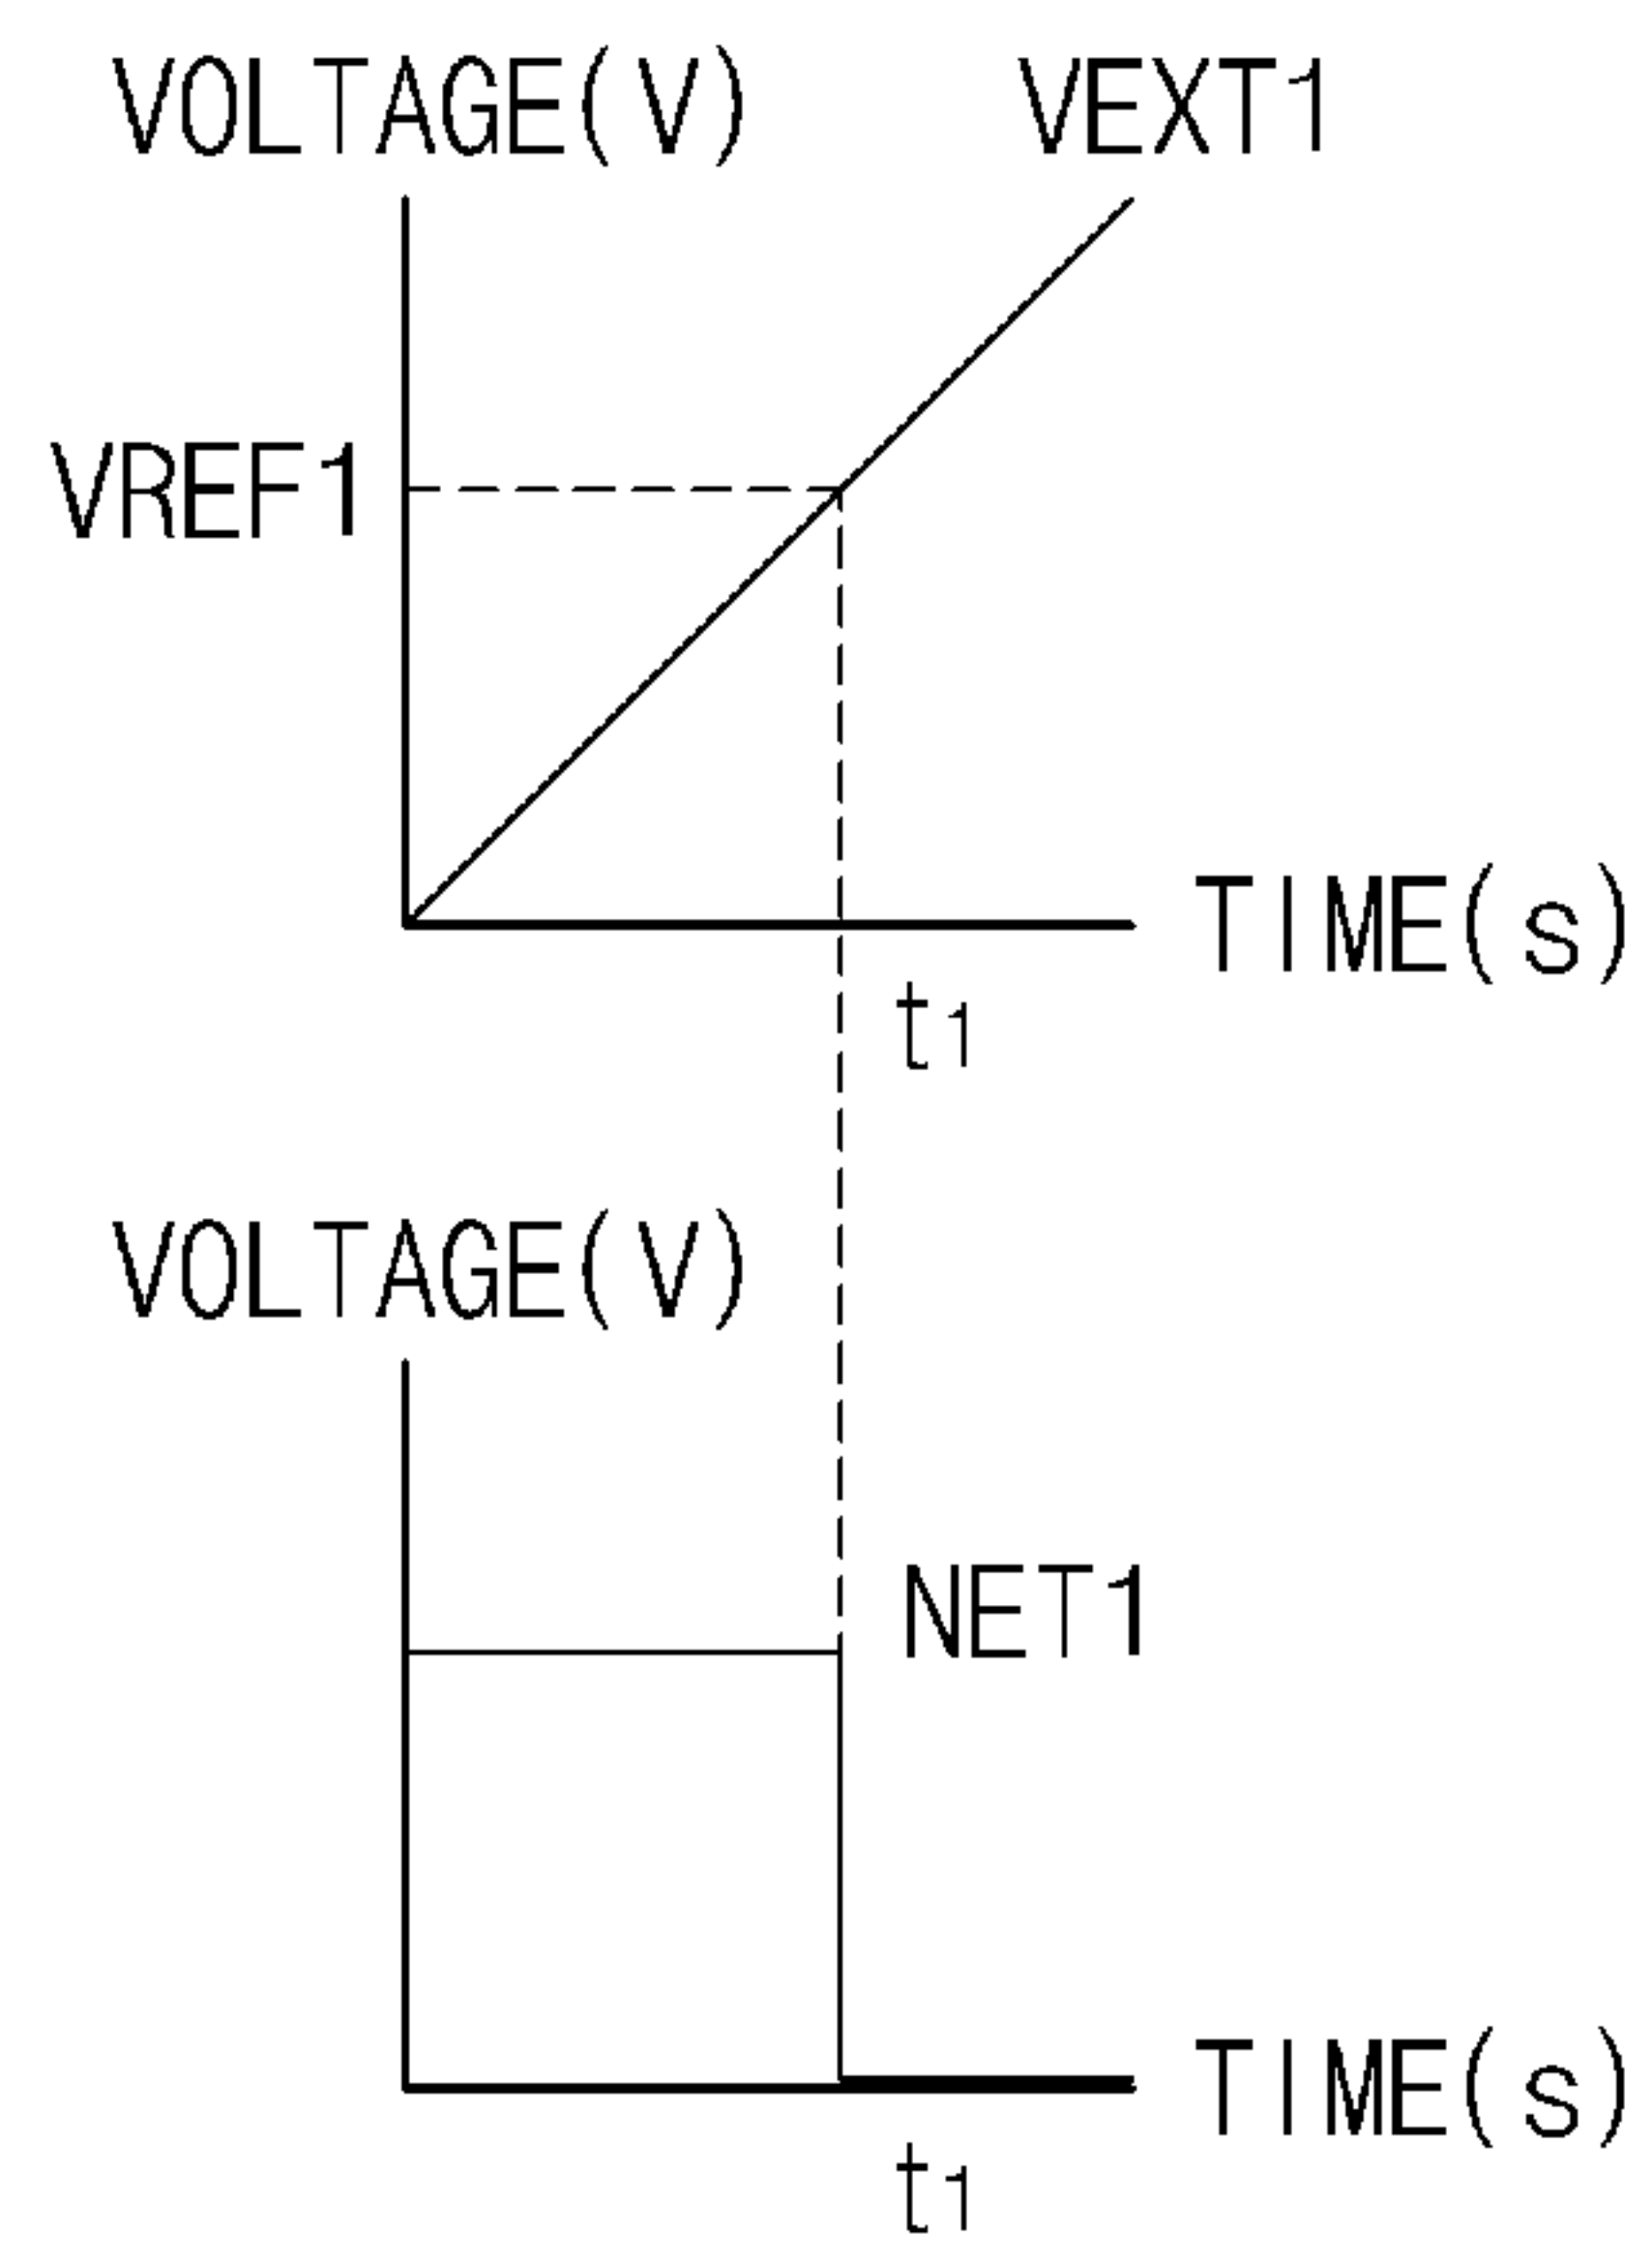 VOLTAGE(V)
VEXT1
VREF1
TIME(s)
t1
VOLTAGE(V)
NET1
TIME(s)
t1